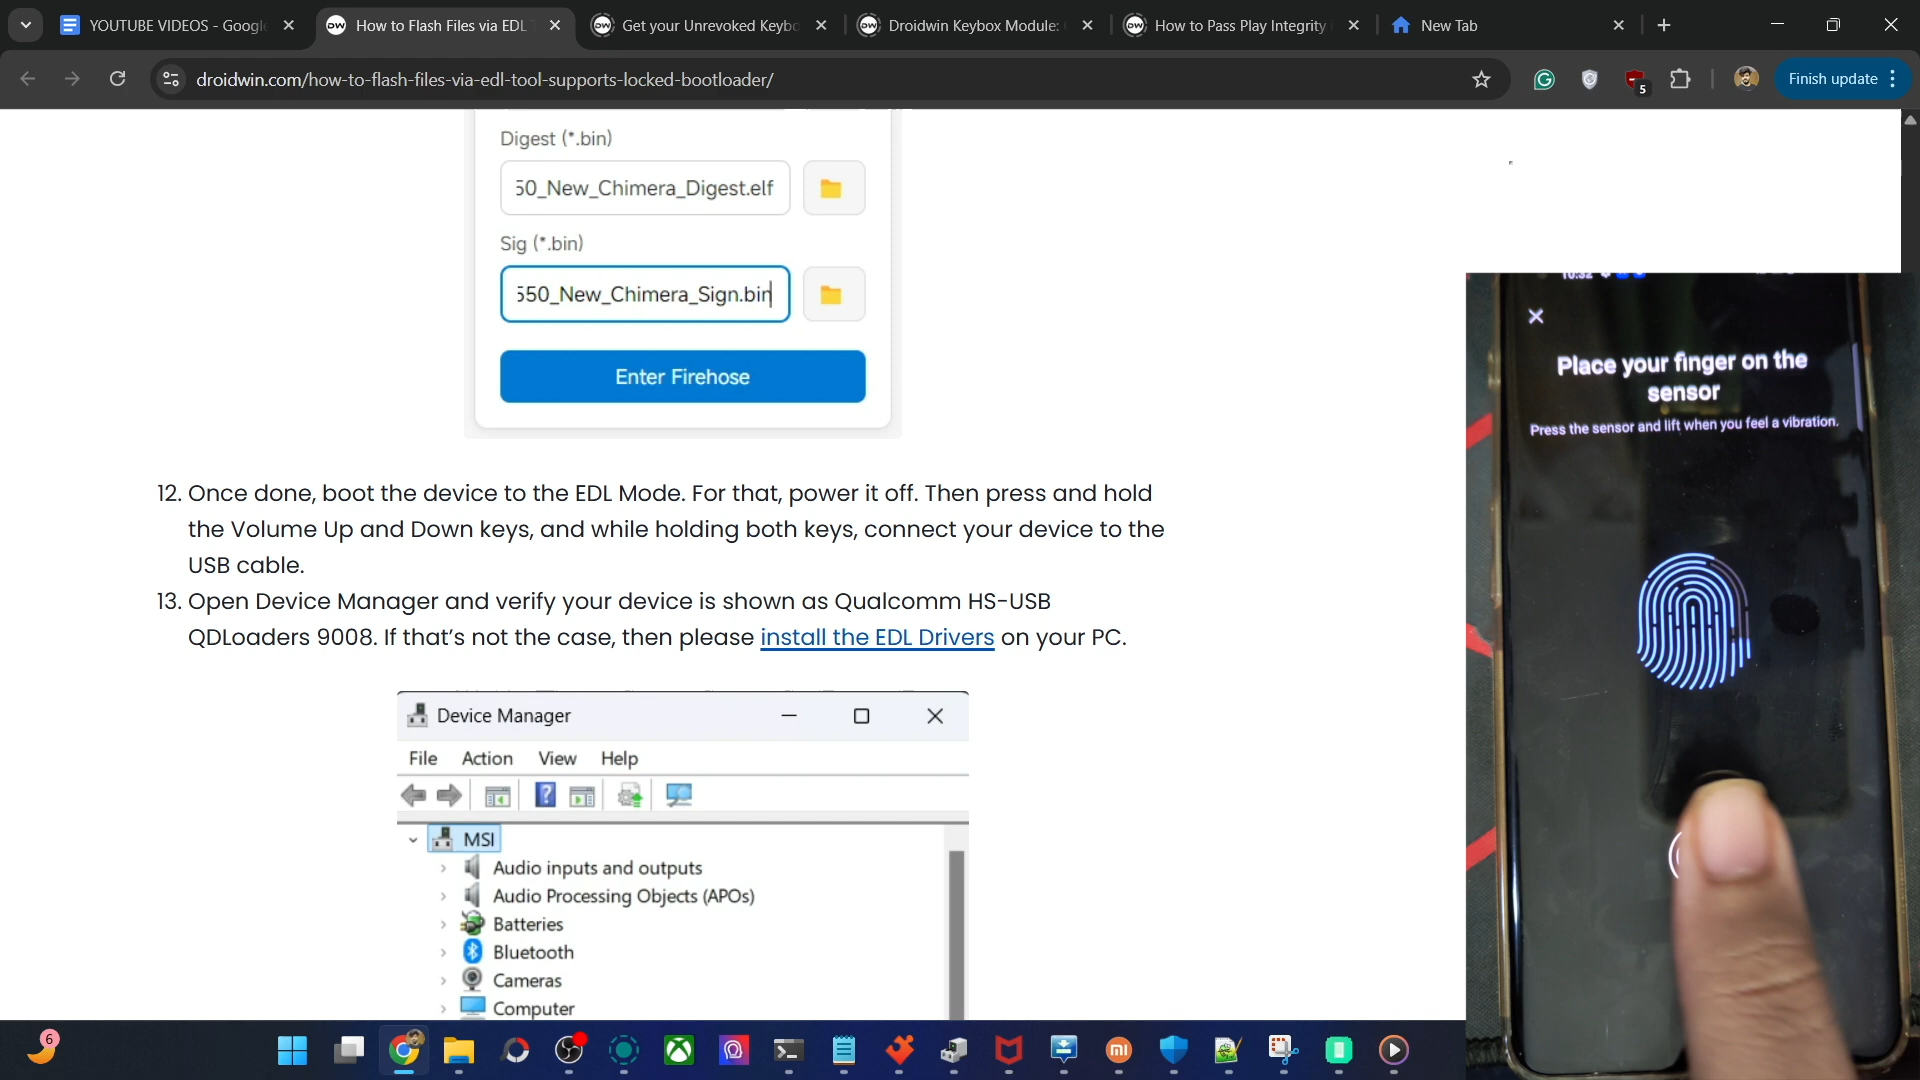 YOUTUBE VIDEOS - Google
How to Flash Files via EDL
Get your Unrevoked Keybo
Droidwin Keybox Module:
How to Pass Play Integrity
New Tab
droidwin.com/how-to-flash-files-via-edl-tool-supports-locked-bootloader/
5
Finish update
Digest (*.bin)
50_New_Chimera_Digest.elf
Sig (*.bin)
550_New_Chimera_Sign.bin
Enter Firehose
12. Once done, boot the device to the EDL Mode. For that, power it off. Then press and hold
the Volume Up and Down keys, and while holding both keys, connect your device to the
USB cable.
13. Open Device Manager and verify your device is shown as Qualcomm HS-USB
QDLoaders 9008. If that's not the case, then please install the EDL Drivers on your PC.
Device Manager
File Action View Help
MSI
Audio inputs and outputs
Audio Processing Objects (APOs)
Batteries
Bluetooth
Cameras
Computer
10:32
Place your finger on the
sensor
Press the sensor and lift when you feel a vibration.
6